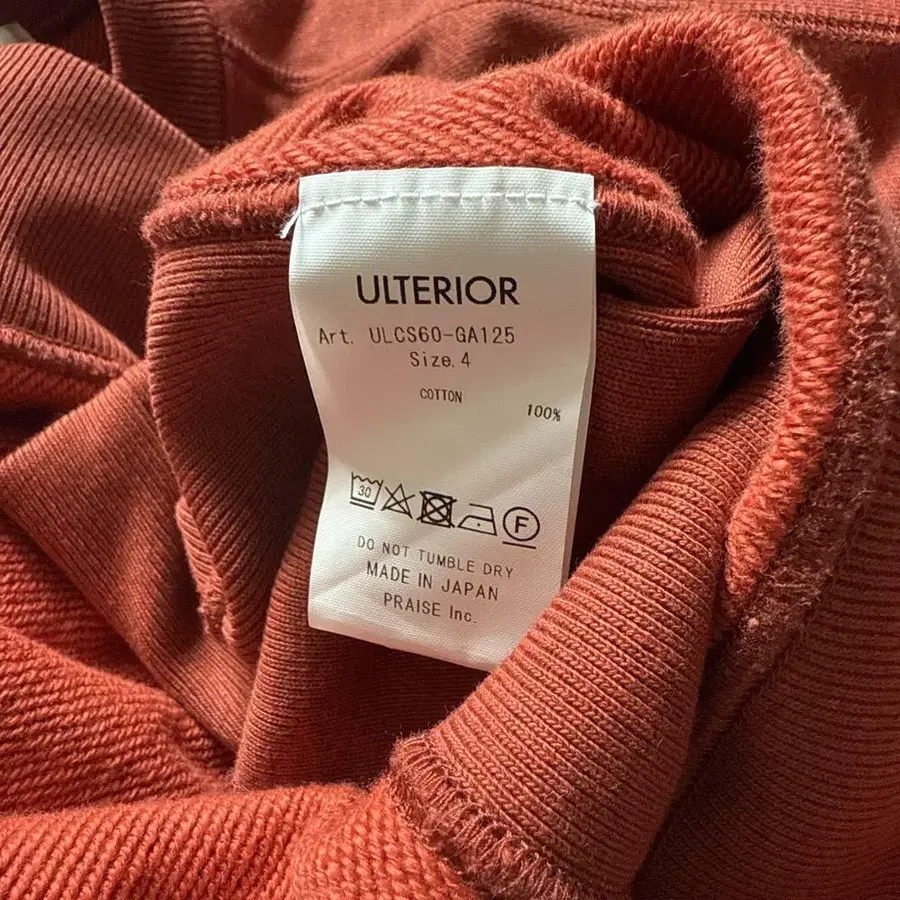 ULTERIOR
Art. ULCS60-GA125
Size. 4
COTTON
100%
30 F
DO NOT TUMBLE DRY
MADE IN JAPAN
PRAISE Inc.